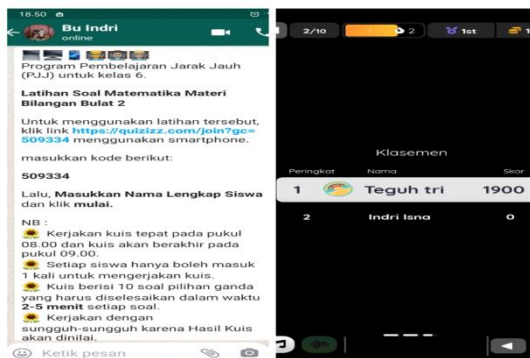 18.50
Bu Indri
online
Program Pembelajaran Jarak Jauh
(PJJ) untuk kelas 6.
Latihan Soal Matematika Materi
Bilangan Bulat 2
Untuk menggunakan latihan tersebut,
klik link https://quizizz.com/join?gc=
509334 menggunakan smartphone.
masukkan kode berikut:
509334
Lalu, Masukkan Nama Lengkap Siswa
dan klik mulai.
NB :
Kerjakan kuis tepat pada pukul
08.00 dan kuis akan berakhir pada
pukul 09.00.
Setiap siswa hanya boleh masuk
1 kali untuk mengerjakan kuis.
Kuis berisi 10 soal pilihan ganda
yang harus diselesaikan dalam waktu
2-5 menit setiap soal.
Kerjakan dengan
sungguh-sungguh karena Hasil Kuis
akan dinilai.
Ketik pesan
2/10
2
1st
Klasemen
Peringkat Nama Skor
1 Teguh tri 1900
2 Indri Isna 0